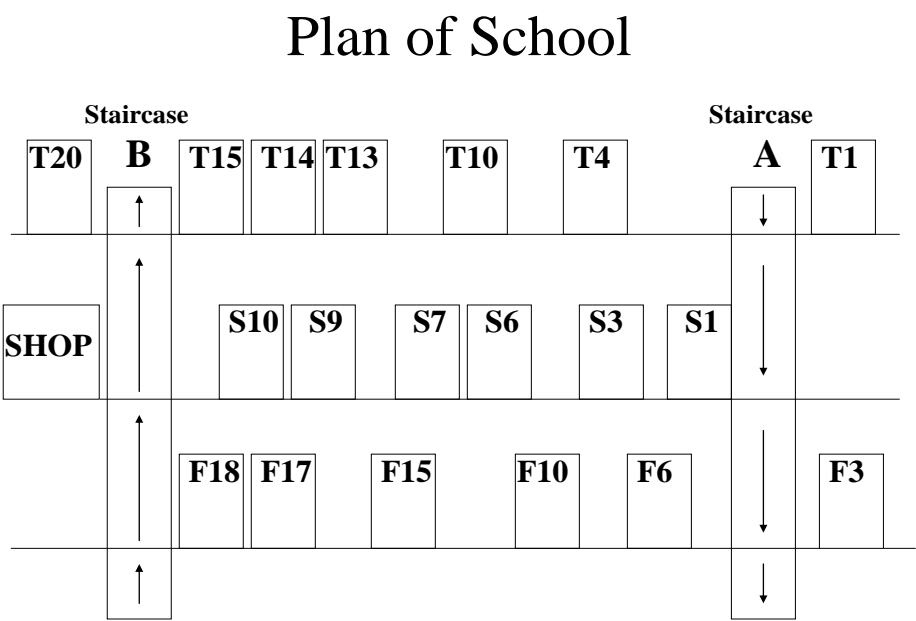 Plan of School
Staircase Staircase
T20 B T15 T14 T13 T10 T4 A T1
SHOP S10 S9 S7 S6 S3 S1
F18 F17 F15 F10 F6 F3